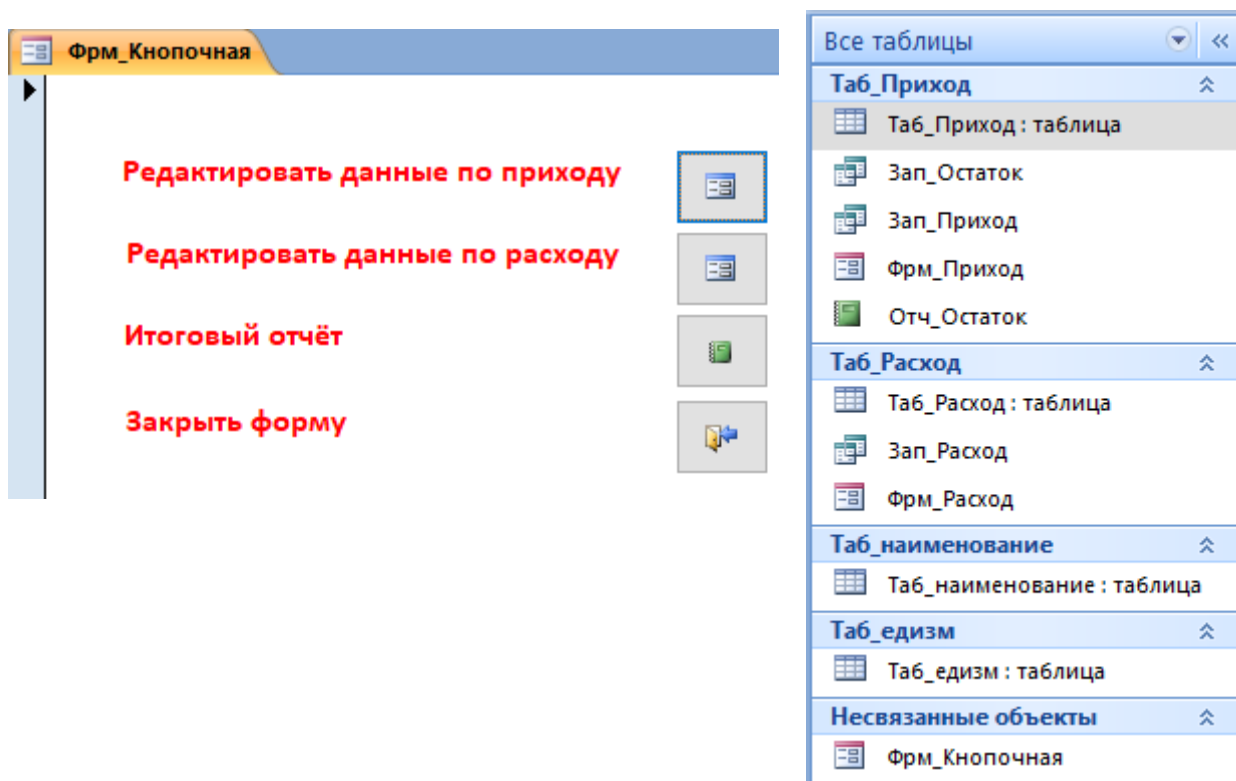 Фрм_Кнопочная
Редактировать данные по приходу
Редактировать данные по расходу
Итоговый отчёт
Закрыть форму
Все таблицы
Таб_Приход
Таб_Приход : таблица
Зап_Остаток
Зап_Приход
Фрм_Приход
Отч_Остаток
Таб_Расход
Таб_Расход : таблица
Зап_Расход
Фрм_Расход
Таб_наименование
Таб_наименование : таблица
Таб_едизм
Таб_едизм : таблица
Несвязанные объекты
Фрм_Кнопочная